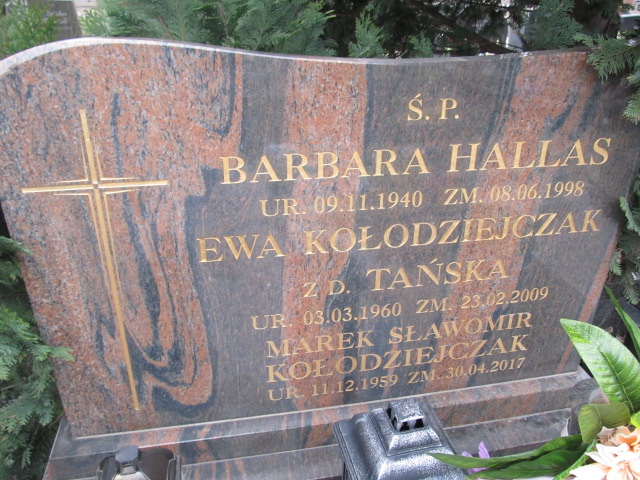 Ś. P.
BARBARA HALLAS
UR. 09.11.1940 ZM. 08.06.1998
EWA KOŁODZIEJCZAK
Z D. TAŃSKA
UR. 03.03.1960 ZM. 23.02.2009
MAREK SŁAWOMIR
KOŁODZIEJCZAK
UR. 11.12.1959 ZM. 30.04.2017